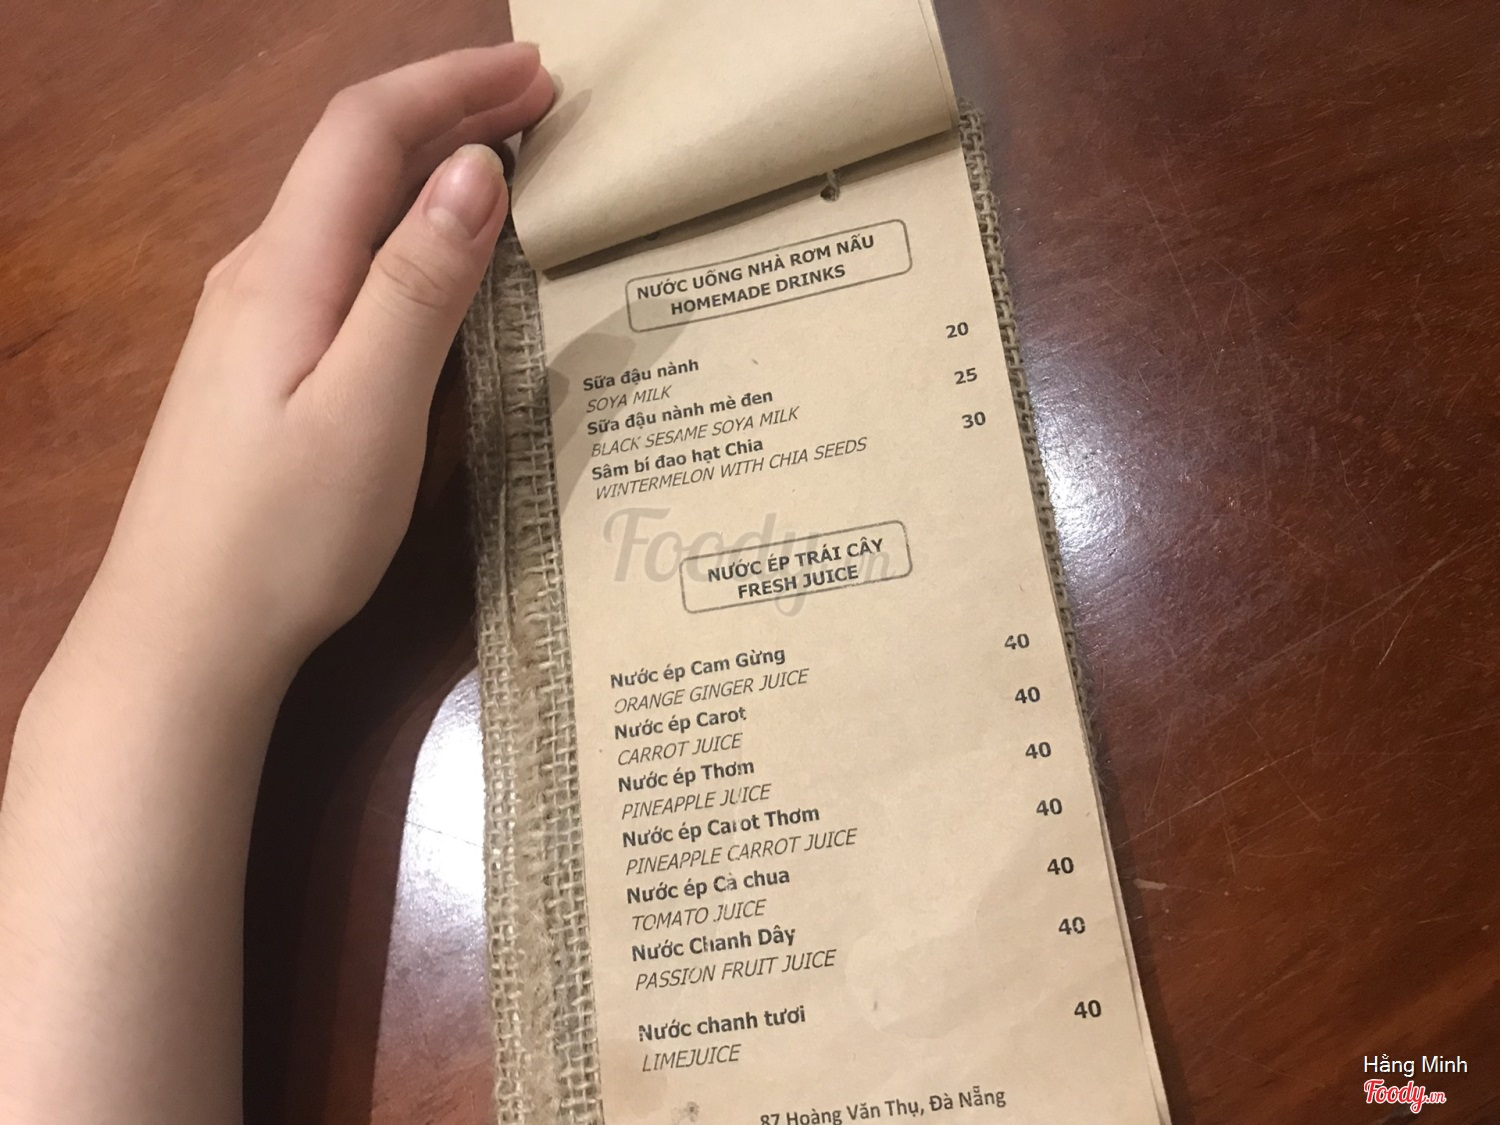 NƯỚC UỐNG NHÀ RƠM NẤU
HOMEMADE DRINKS
Sữa đậu nành 20
SOYA MILK
Sữa đậu nành mè đen 25
BLACK SESAME SOYA MILK
Sâm bí đao hạt Chia 30
WINTERMELON WITH CHIA SEEDS
Foody.vn
NƯỚC ÉP TRÁI CÂY
FRESH JUICE
Nước ép Cam Gừng 40
ORANGE GINGER JUICE
Nước ép Carot 40
CARROT JUICE
Nước ép Thơm 40
PINEAPPLE JUICE
Nước ép Carot Thơm 40
PINEAPPLE CARROT JUICE
Nước ép Cà chua 40
TOMATO JUICE
Nước Chanh Dây 40
PASSION FRUIT JUICE
Nước chanh tươi 40
LIMEJUICE
87 Hoàng Văn Thụ, Đà Nẵng
Hằng Minh
Foody.vn